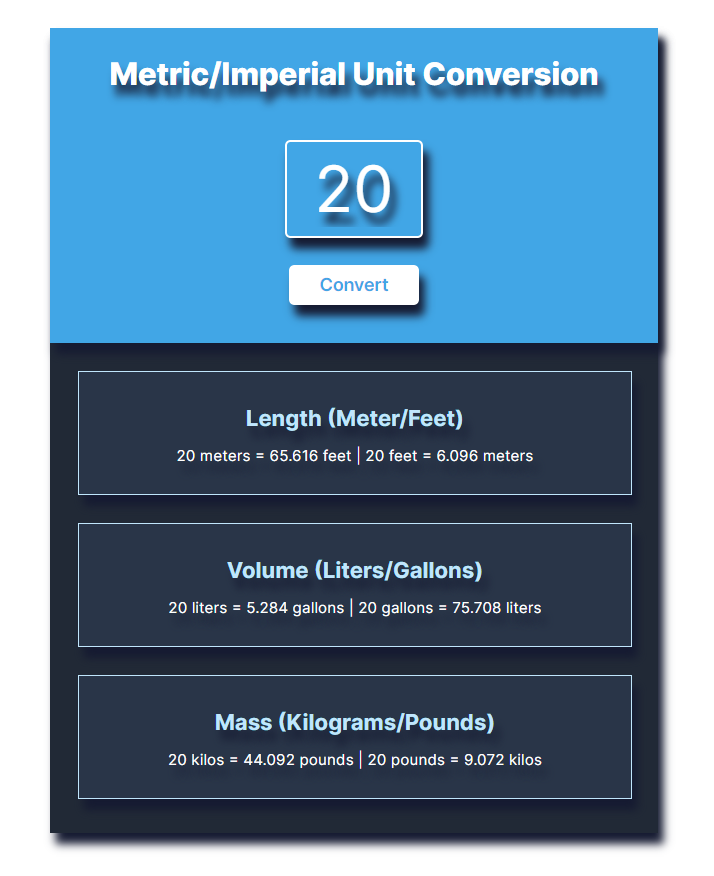 Metric/Imperial Unit Conversion
20
Convert
Length (Meter/Feet)
20 meters = 65.616 feet | 20 feet = 6.096 meters
Volume (Liters/Gallons)
20 liters = 5.284 gallons | 20 gallons = 75.708 liters
Mass (Kilograms/Pounds)
20 kilos = 44.092 pounds | 20 pounds = 9.072 kilos